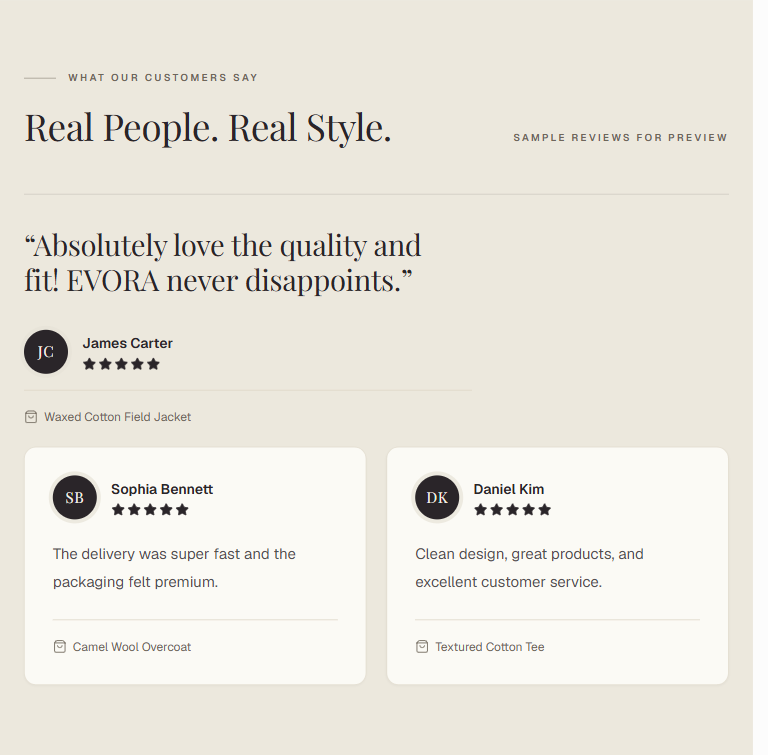 WHAT OUR CUSTOMERS SAY
Real People. Real Style.
SAMPLE REVIEWS FOR PREVIEW
“Absolutely love the quality and
fit! EVORA never disappoints.”
JC
James Carter
Waxed Cotton Field Jacket
SB
Sophia Bennett
The delivery was super fast and the
packaging felt premium.
Camel Wool Overcoat
DK
Daniel Kim
Clean design, great products, and
excellent customer service.
Textured Cotton Tee